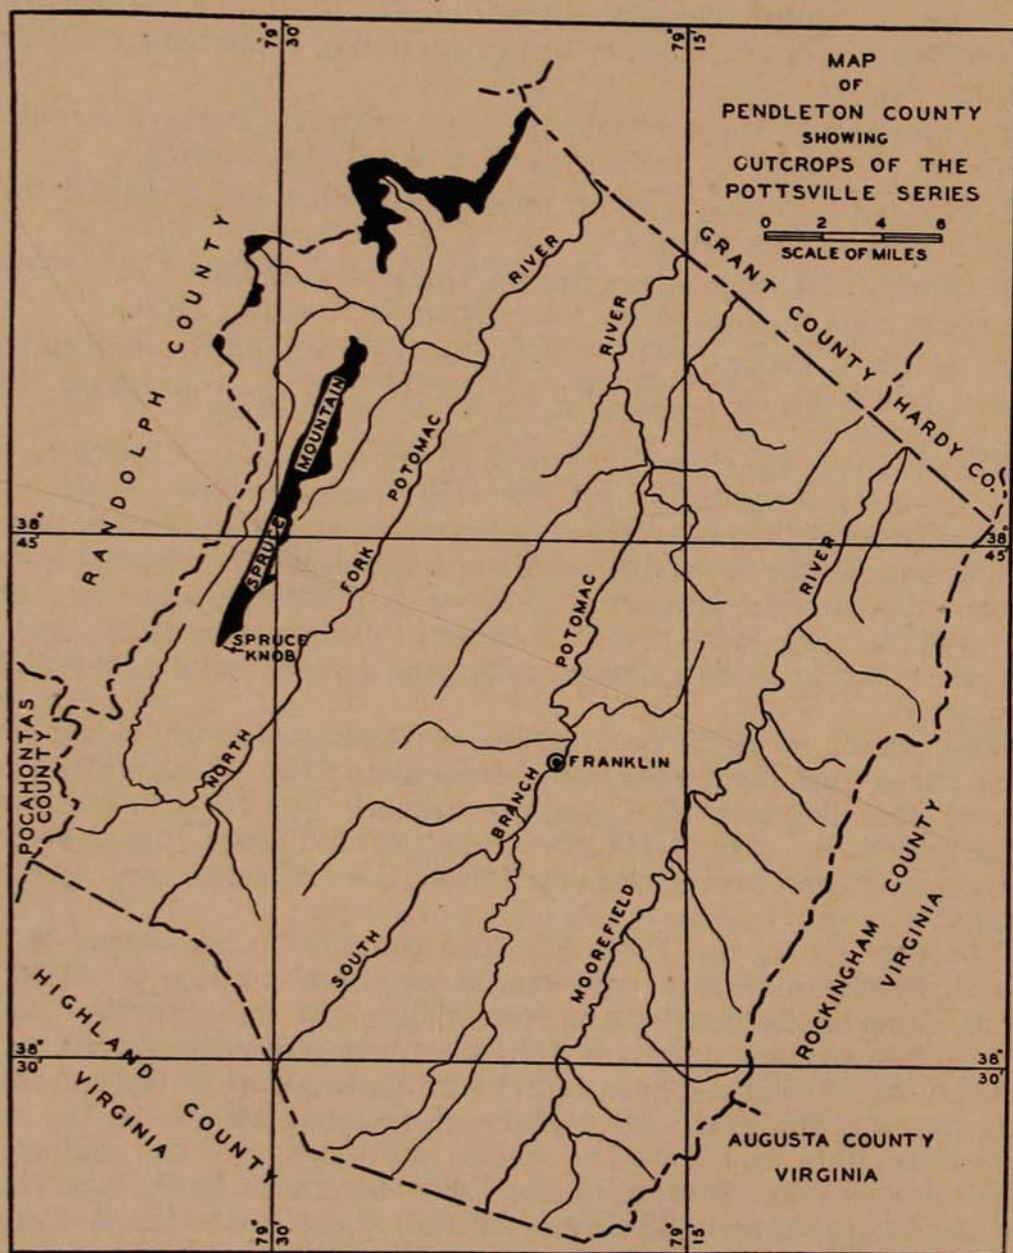 MAP
OF
PENDLETON COUNTY
SHOWING
OUTCROPS OF THE
POTTSVILLE SERIES
0 2 4 6
SCALE OF MILES
79° 30'
79° 15'
GRANT COUNTY
HARDY CO.
RANDOLPH COUNTY
RIVER
RIVER
MOUNTAIN
SPRUCE
POTOMAC
FORK
NORTH
38° 45'
38° 45'
RIVER
SPRUCE
KNOB
POTOMAC
POCAHONTAS
COUNTY
FRANKLIN
BRANCH
SOUTH
MOOREFIELD
ROCKINGHAM COUNTY
VIRGINIA
HIGHLAND COUNTY
VIRGINIA
38° 30'
38° 30'
AUGUSTA COUNTY
VIRGINIA
79° 30'
79° 15'